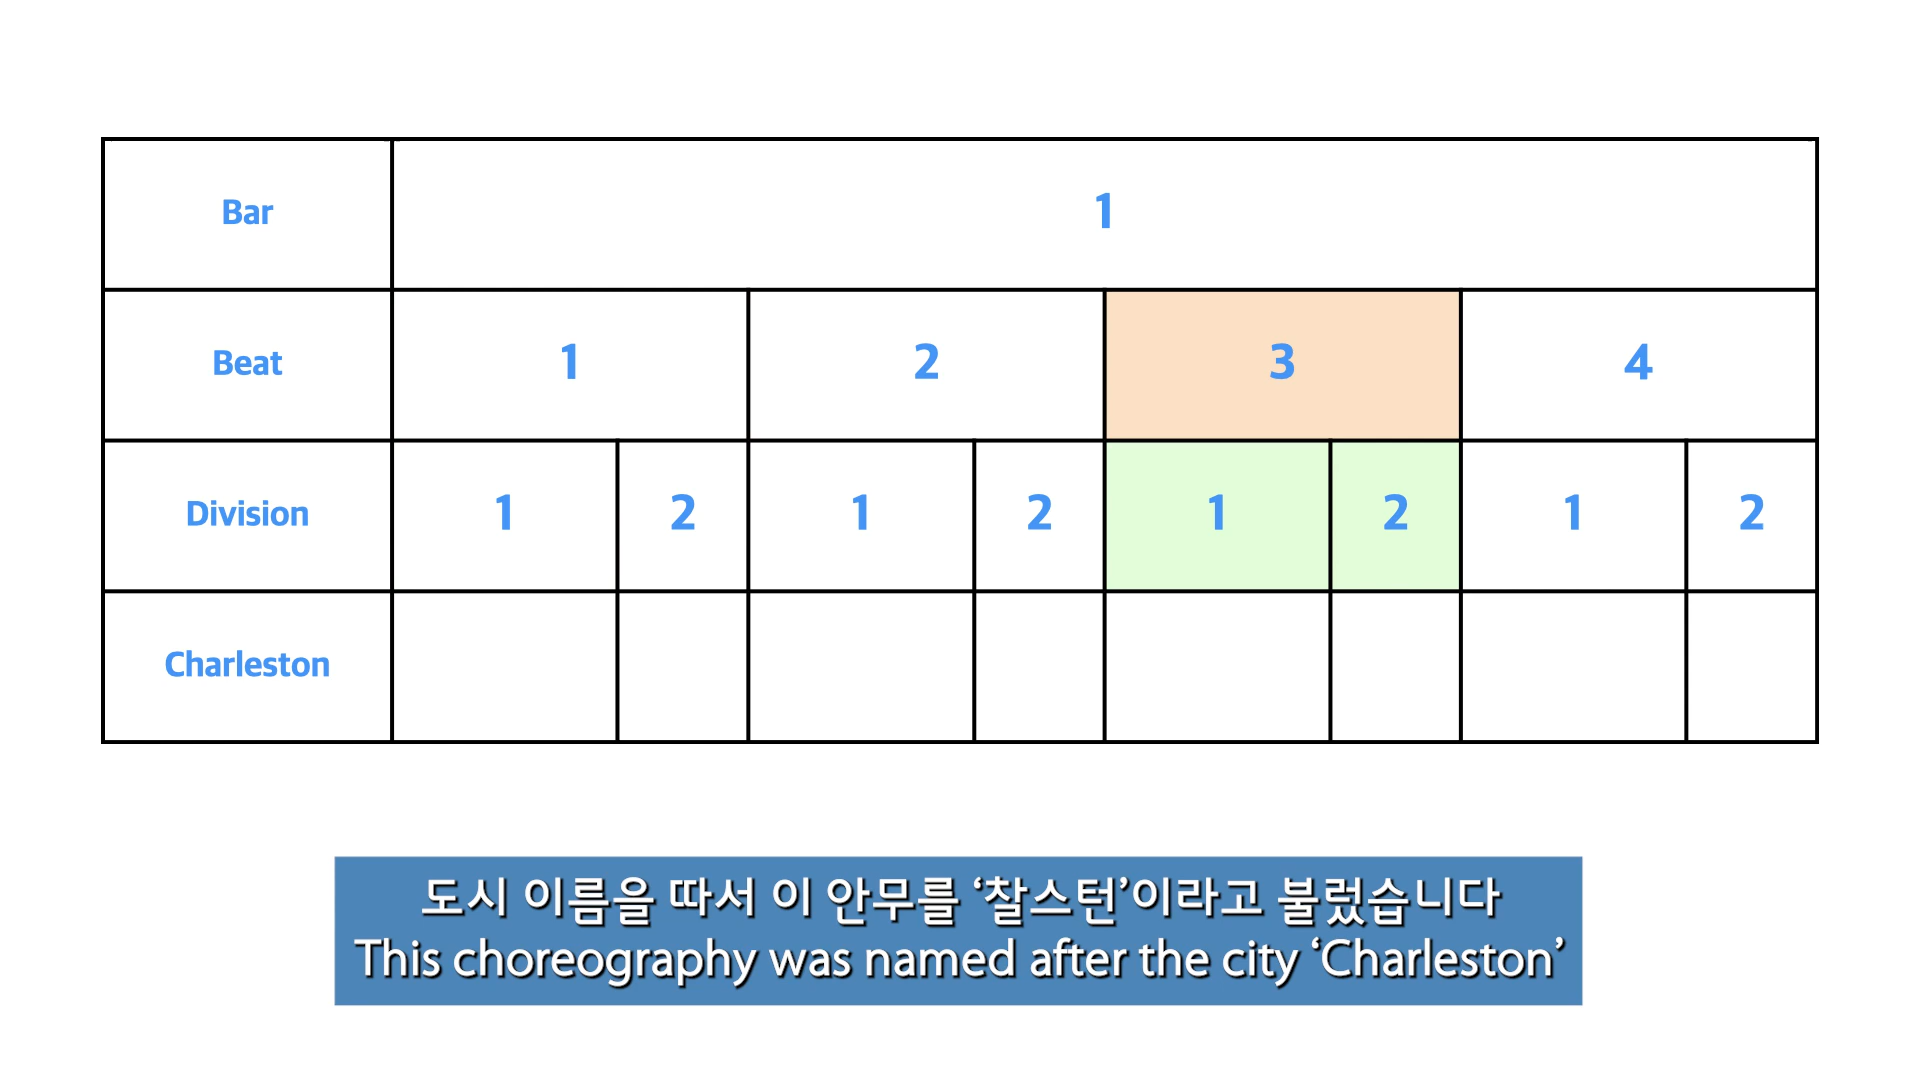 Bar 1
Beat 1 2 3 4
Division 1 2 1 2 1 2 1 2
Charleston
도시 이름을 따서 이 안무를 ‘찰스턴’이라고 불렀습니다
This choreography was named after the city ‘Charleston’